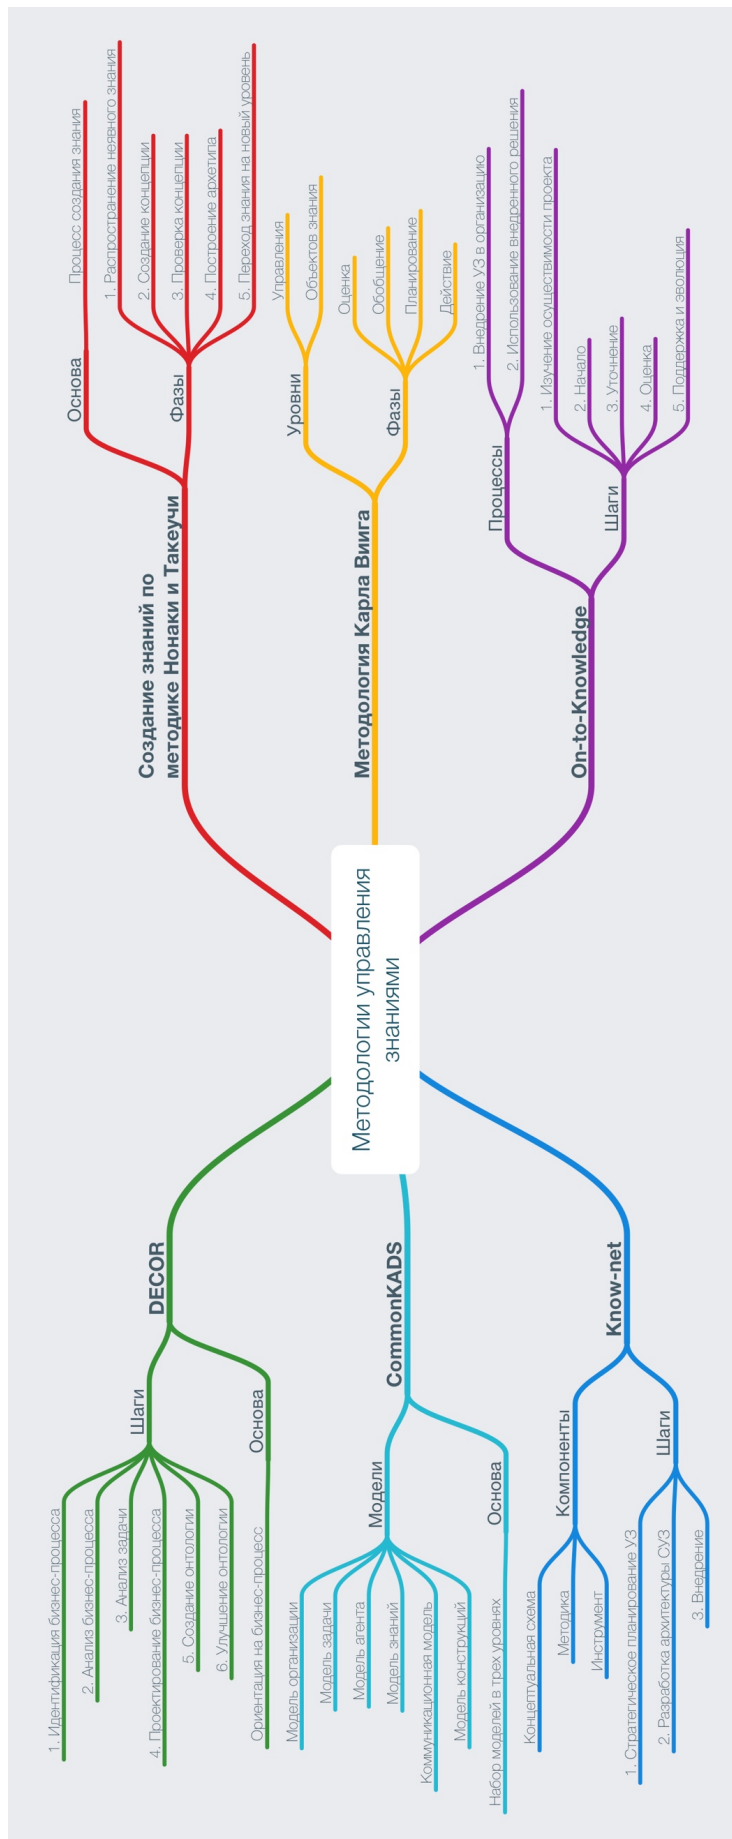 Методологии управления
знаниями
Создание знаний по
методике Нонаки и Такеучи
Основа
Процесс создания знания
Фазы
1. Распространение неявного знания
2. Создание концепции
3. Проверка концепции
4. Построение архетипа
5. Переход знания на новый уровень
Методология Карла Виига
Уровни
Управления
Объектов знания
Фазы
Оценка
Обобщение
Планирование
Действие
On-to-Knowledge
Процессы
1. Внедрение УЗ в организацию
2. Использование внедренного решения
Шаги
1. Изучение осуществимости проекта
2. Начало
3. Уточнение
4. Оценка
5. Поддержка и эволюция
DECOR
Шаги
1. Идентификация бизнес-процесса
2. Анализ бизнес-процесса
3. Анализ задачи
4. Проектирование бизнес-процесса
5. Создание онтологии
6. Улучшение онтологии
Основа
Ориентация на бизнес-процесс
CommonKADS
Модели
Модель организации
Модель задачи
Модель агента
Модель знаний
Коммуникационная модель
Модель конструкций
Основа
Набор моделей в трех уровнях
Know-net
Компоненты
Концептуальная схема
Методика
Инструмент
Шаги
1. Стратегическое планирование УЗ
2. Разработка архитектуры СУЗ
3. Внедрение